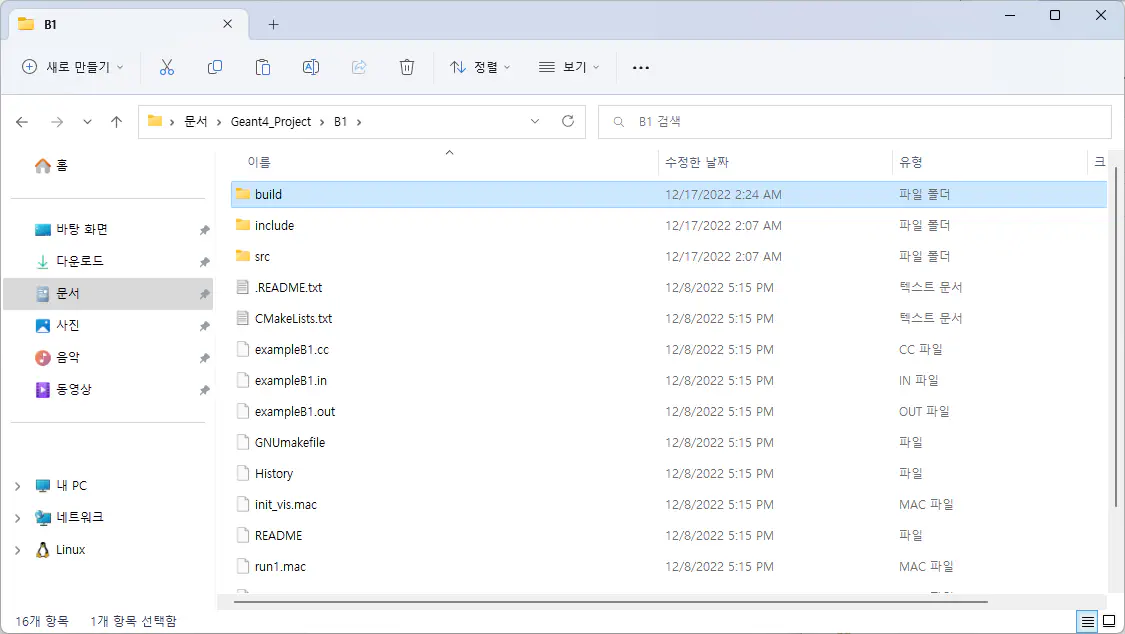 B1
새로 만들기
정렬
보기
문서 Geant4_Project B1
B1 검색
홈
바탕 화면
다운로드
문서
사진
음악
동영상
내 PC
네트워크
Linux
이름 수정한 날짜 유형 크
build 12/17/2022 2:24 AM 파일 폴더
include 12/17/2022 2:07 AM 파일 폴더
src 12/17/2022 2:07 AM 파일 폴더
.README.txt 12/8/2022 5:15 PM 텍스트 문서
CMakeLists.txt 12/8/2022 5:15 PM 텍스트 문서
exampleB1.cc 12/8/2022 5:15 PM CC 파일
exampleB1.in 12/8/2022 5:15 PM IN 파일
exampleB1.out 12/8/2022 5:15 PM OUT 파일
GNUmakefile 12/8/2022 5:15 PM 파일
History 12/8/2022 5:15 PM 파일
init_vis.mac 12/8/2022 5:15 PM MAC 파일
README 12/8/2022 5:15 PM 파일
run1.mac 12/8/2022 5:15 PM MAC 파일
16개 항목 1개 항목 선택함